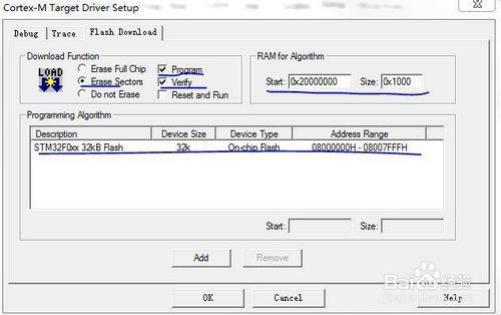 Cortex-M Target Driver Setup
Debug Trace Flash Download
Download Function
LOAD
Erase Full Chip
Program
Erase Sectors
Verify
Do not Erase
Reset and Run
RAM for Algorithm
Start: 0x20000000 Size: 0x1000
Programming Algorithm
Description Device Size Device Type Address Range
STM32F0xx 32kB Flash 32k On-chip Flash 08000000H - 08007FFFH
Start: Size:
Add Remove
OK Cancel Help